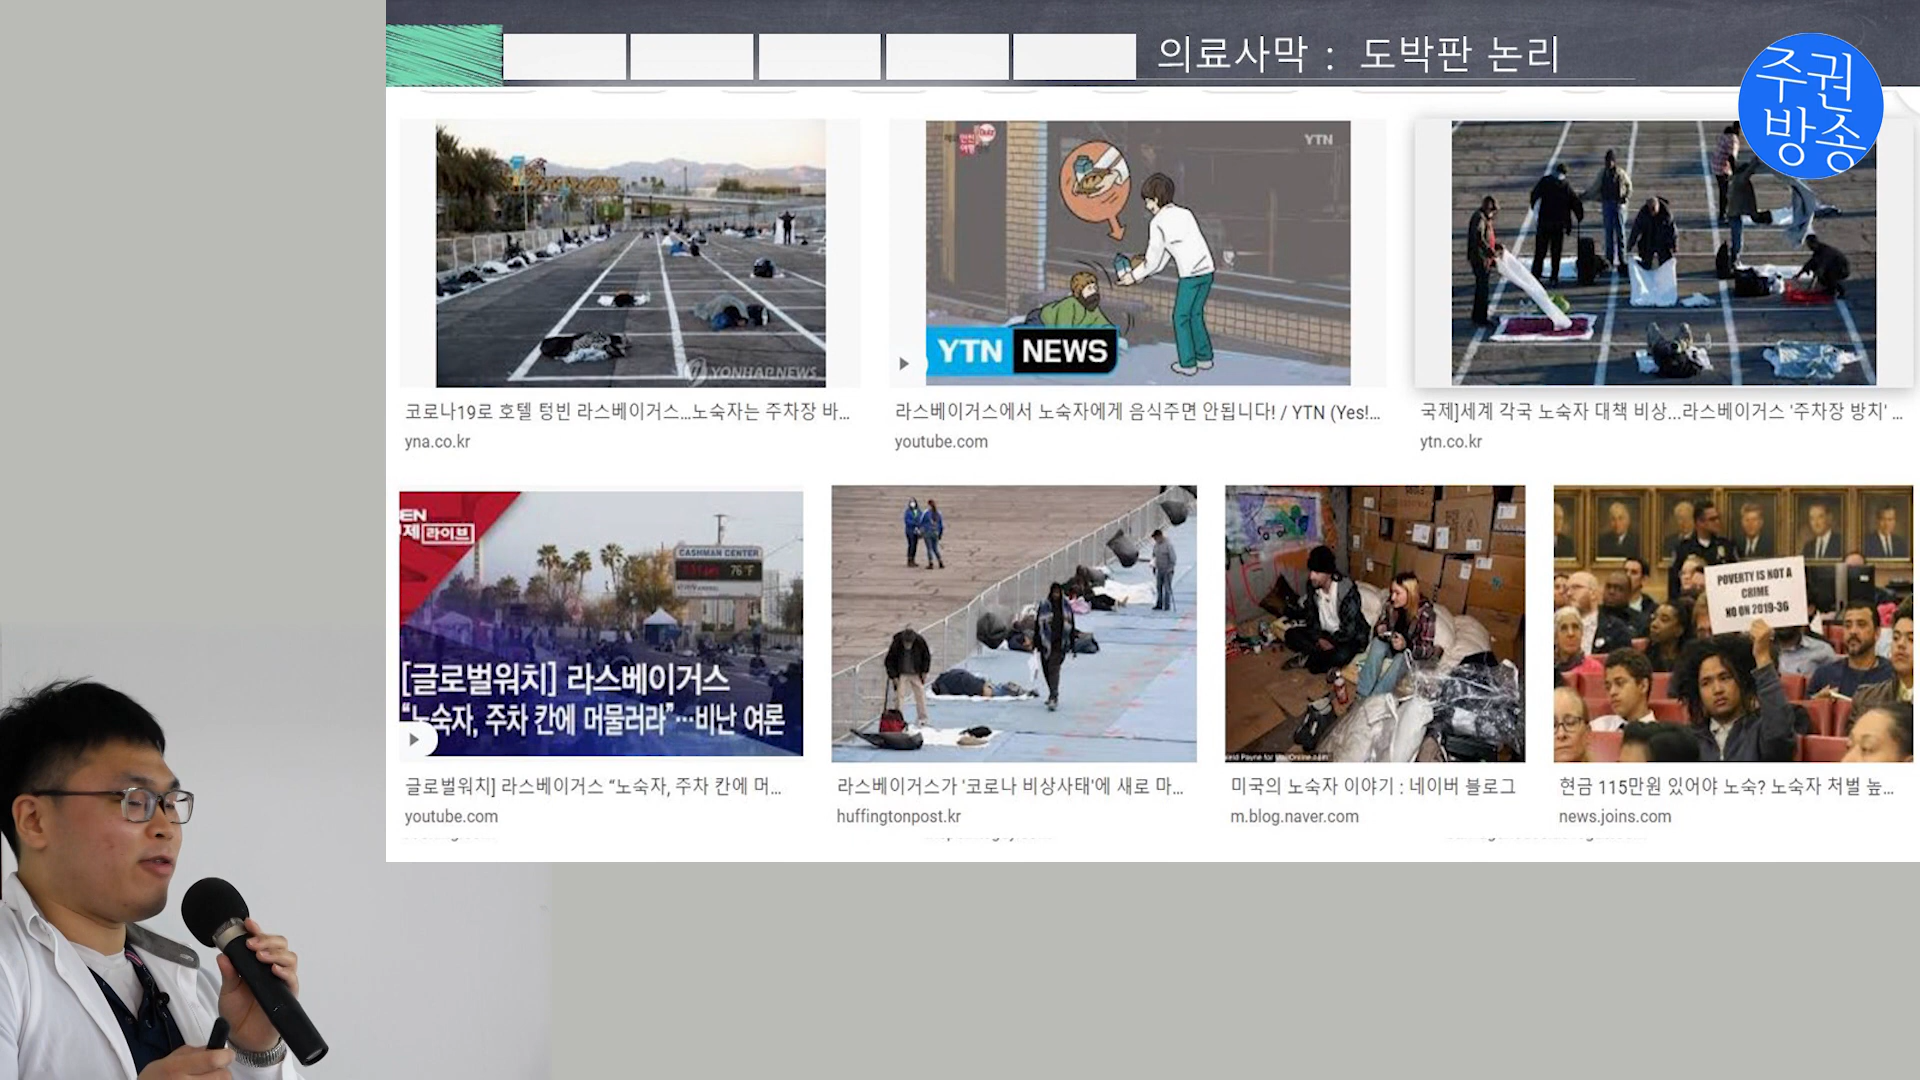 의료사막 : 도박판 논리
주권
방송
YONHAP NEWS
YTN
YTN NEWS
코로나19로 호텔 텅빈 라스베이거스...노숙자는 주차장 바...
yna.co.kr
라스베이거스에서 노숙자에게 음식주면 안됩니다! / YTN (Yes!...
youtube.com
국제]세계 각국 노숙자 대책 비상...라스베이거스 '주차장 방치' ...
ytn.co.kr
EN
제 라이브
CASHMAN CENTER
76°F
[글로벌워치] 라스베이거스
“노숙자, 주차 칸에 머물러라”…비난 여론
POVERTY IS NOT A
CRIME
NO ON 2019-36
글로벌워치] 라스베이거스 “노숙자, 주차 칸에 머...
youtube.com
라스베이거스가 '코로나 비상사태'에 새로 마...
huffingtonpost.kr
미국의 노숙자 이야기 : 네이버 블로그
m.blog.naver.com
현금 115만원 있어야 노숙? 노숙자 처벌 높...
news.joins.com